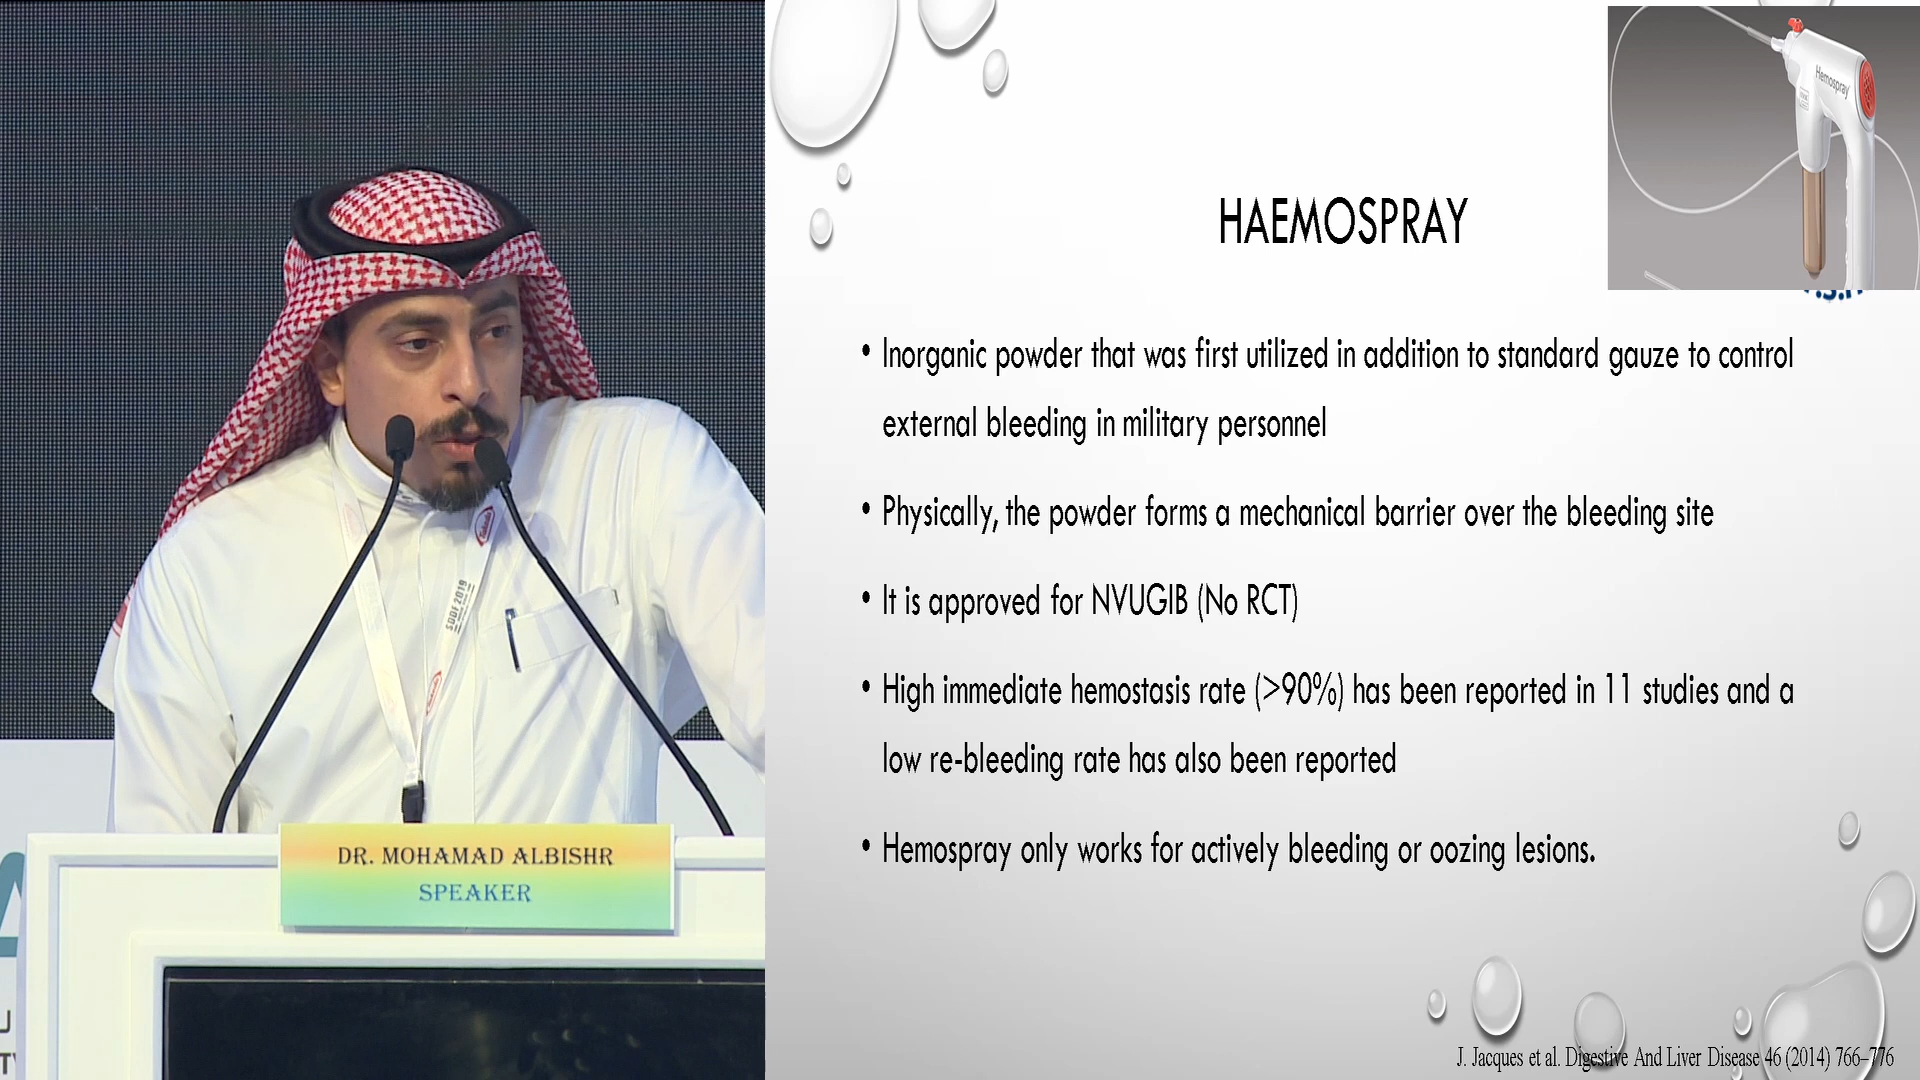 Hemospray
HAEMOSPRAY
• Inorganic powder that was first utilized in addition to standard gauze to control
external bleeding in military personnel
• Physically, the powder forms a mechanical barrier over the bleeding site
• It is approved for NVUGIB (No RCT)
• High immediate hemostasis rate (>90%) has been reported in 11 studies and a
low re-bleeding rate has also been reported
• Hemospray only works for actively bleeding or oozing lesions.
J. Jacques et al. Digestive And Liver Disease 46 (2014) 766–776
SDDF 2019
DR. MOHAMAD ALBISHR
SPEAKER